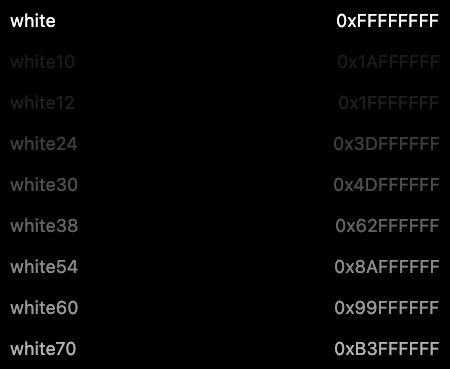 white 0xFFFFFFFF
white10 0x1AFFFFFF
white12 0x1FFFFFFF
white24 0x3DFFFFFF
white30 0x4DFFFFFF
white38 0x62FFFFFF
white54 0x8AFFFFFF
white60 0x99FFFFFF
white70 0xB3FFFFFF